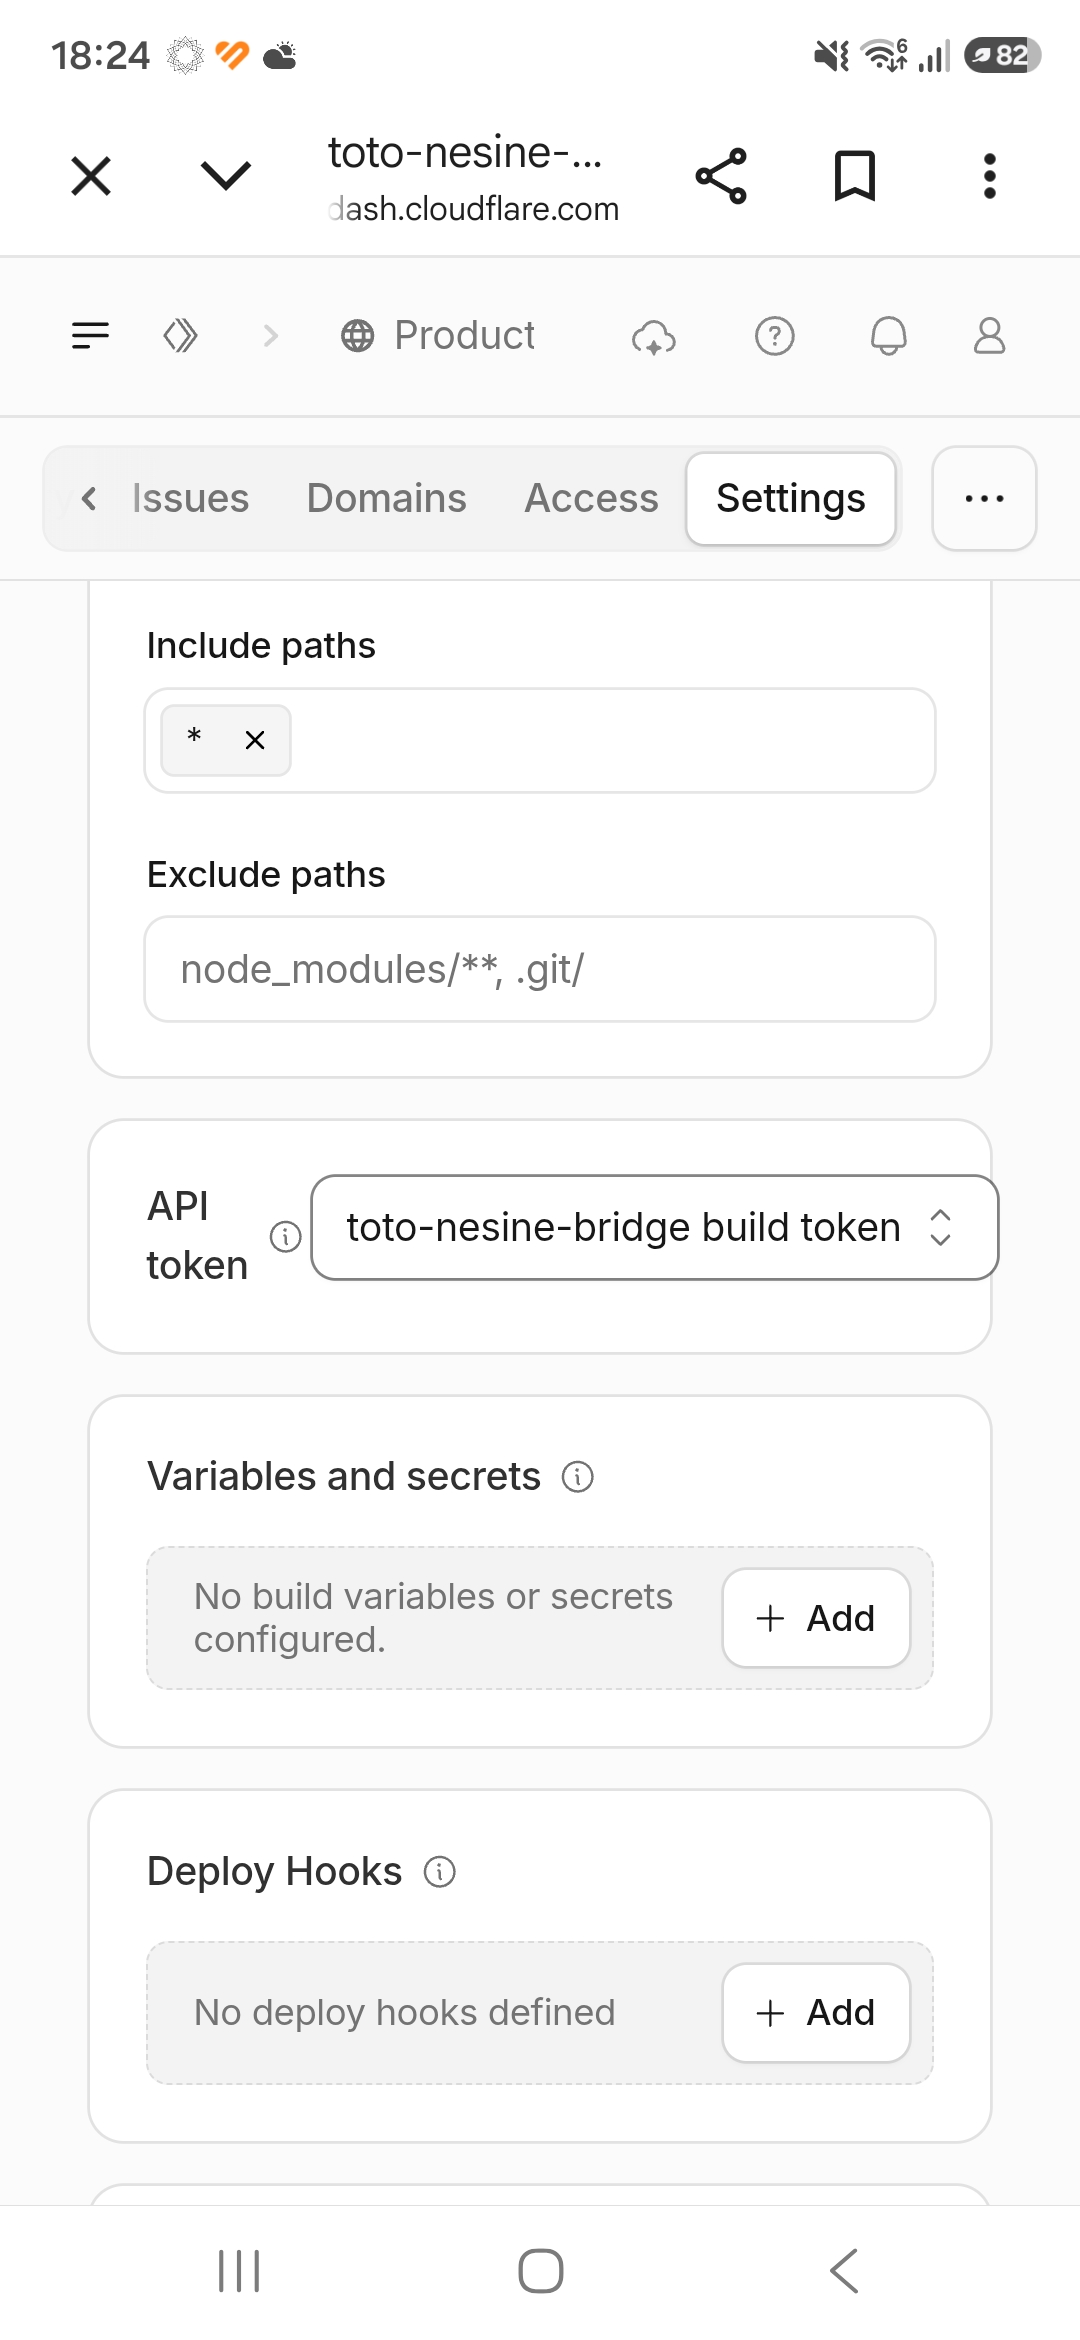 18:24
6
82
toto-nesine-...
dash.cloudflare.com
Product
Issues
Domains
Access
Settings
Include paths
*
Exclude paths
node_modules/**, .git/
API
token
toto-nesine-bridge build token
Variables and secrets
No build variables or secrets
configured.
Add
Deploy Hooks
No deploy hooks defined
Add